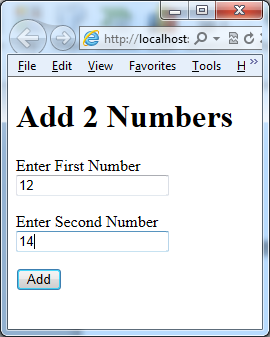 http://localhost:
File Edit View Favorites Tools H »
Add 2 Numbers
Enter First Number
12
Enter Second Number
14
Add